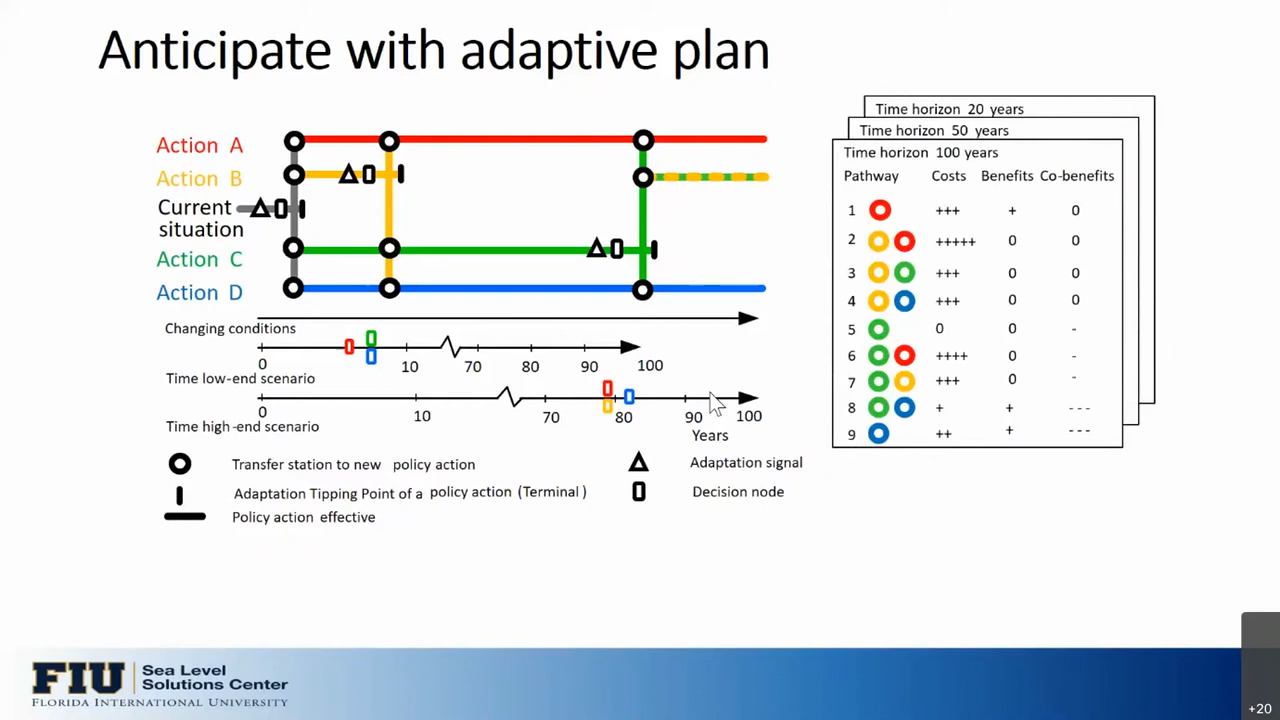 Anticipate with adaptive plan
Action A
Action B
Current
situation
Action C
Action D
Changing conditions
0 10 70 80 90 100
Time low-end scenario
0 10 70 80 90 100
Time high-end scenario
Years
Transfer station to new policy action
Adaptation Tipping Point of a policy action (Terminal )
Policy action effective
Adaptation signal
Decision node
Time horizon 20 years
Time horizon 50 years
Time horizon 100 years
Pathway Costs Benefits Co-benefits
1 +++ + 0
2 +++++ 0 0
3 +++ 0 0
4 +++ 0 0
5 0 0 -
6 ++++ 0 -
7 +++ 0 -
8 + + - - -
9 ++ + - - -
FIU
Sea Level
Solutions Center
FLORIDA INTERNATIONAL UNIVERSITY
+20